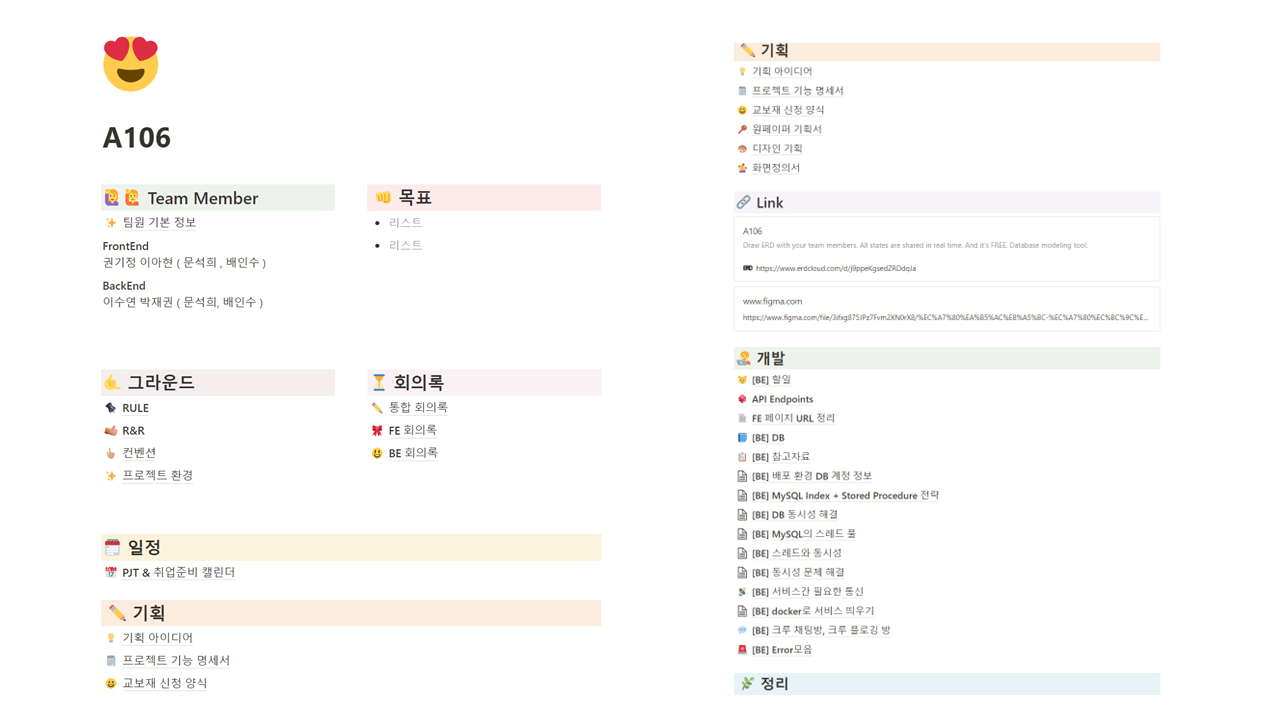 A106
Team Member
팀원 기본 정보
FrontEnd
권기정 이아현 ( 문석희 , 배인수 )
BackEnd
이수연 박재권 ( 문석희, 배인수 )
목표
리스트
리스트
그라운드
RULE
R&R
컨벤션
프로젝트 환경
회의록
통합 회의록
FE 회의록
BE 회의록
일정
PJT & 취업준비 캘린더
기획
기획 아이디어
프로젝트 기능 명세서
교보재 신청 양식
기획
기획 아이디어
프로젝트 기능 명세서
교보재 신청 양식
원페이퍼 기획서
디자인 기획
화면정의서
Link
A106
Draw ERD with your team members. All states are shared in real time. And it's FREE. Database modeling tool.
https://www.erdcloud.com/d/j9ppeKgsedZRDdqJa
www.figma.com
https://www.figma.com/file/3ifxg875JPz7Fvm2XN0rX8/%EC%A7%80%EA%B5%AC%EB%A5%BC-%EC%A7%80%EC%BC%9C%E...
개발
[BE] 할일
API Endpoints
FE 페이지 URL 정리
[BE] DB
[BE] 참고자료
[BE] 배포 환경 DB 계정 정보
[BE] MySQL Index + Stored Procedure 전략
[BE] DB 동시성 해결
[BE] MySQL의 스레드 풀
[BE] 스레드와 동시성
[BE] 동시성 문제 해결
[BE] 서비스간 필요한 통신
[BE] docker로 서비스 띄우기
[BE] 크루 채팅방, 크루 플로깅 방
[BE] Error모음
정리